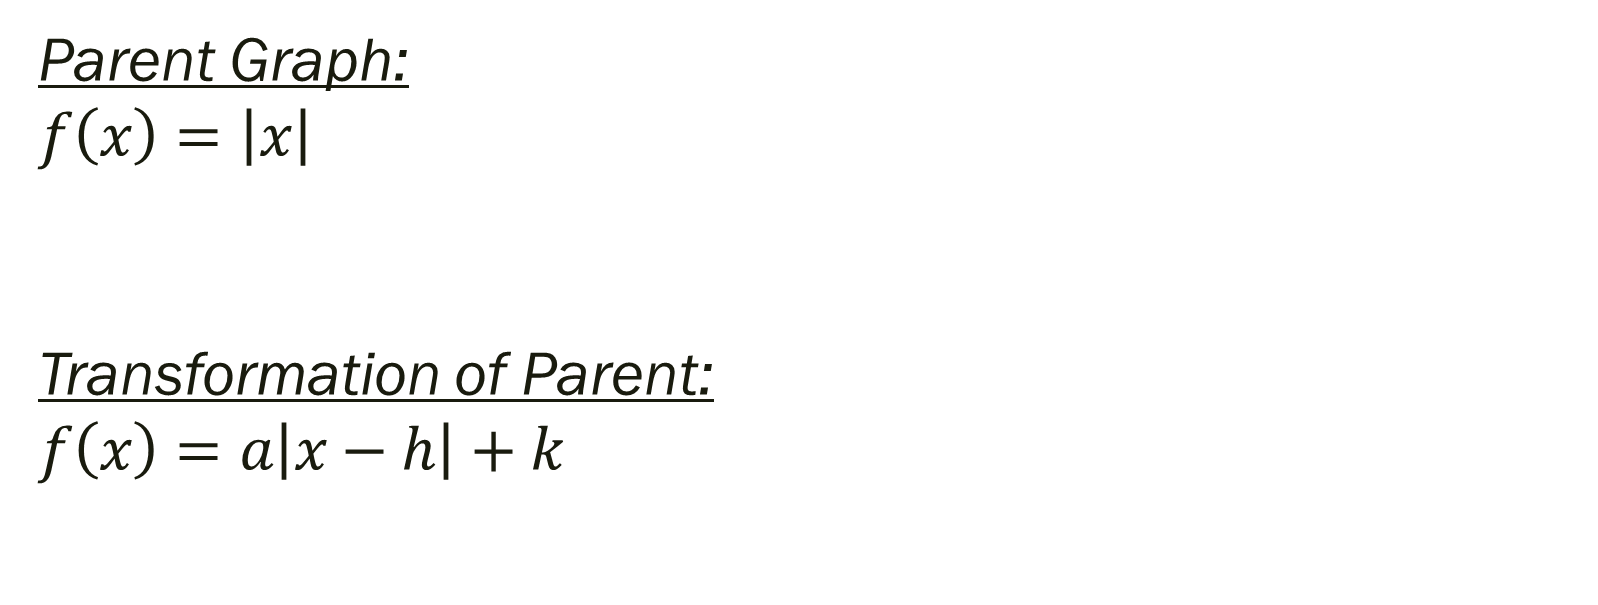 Parent Graph:
f(x) = |x|
Transformation of Parent:
f(x) = a|x − h| + k